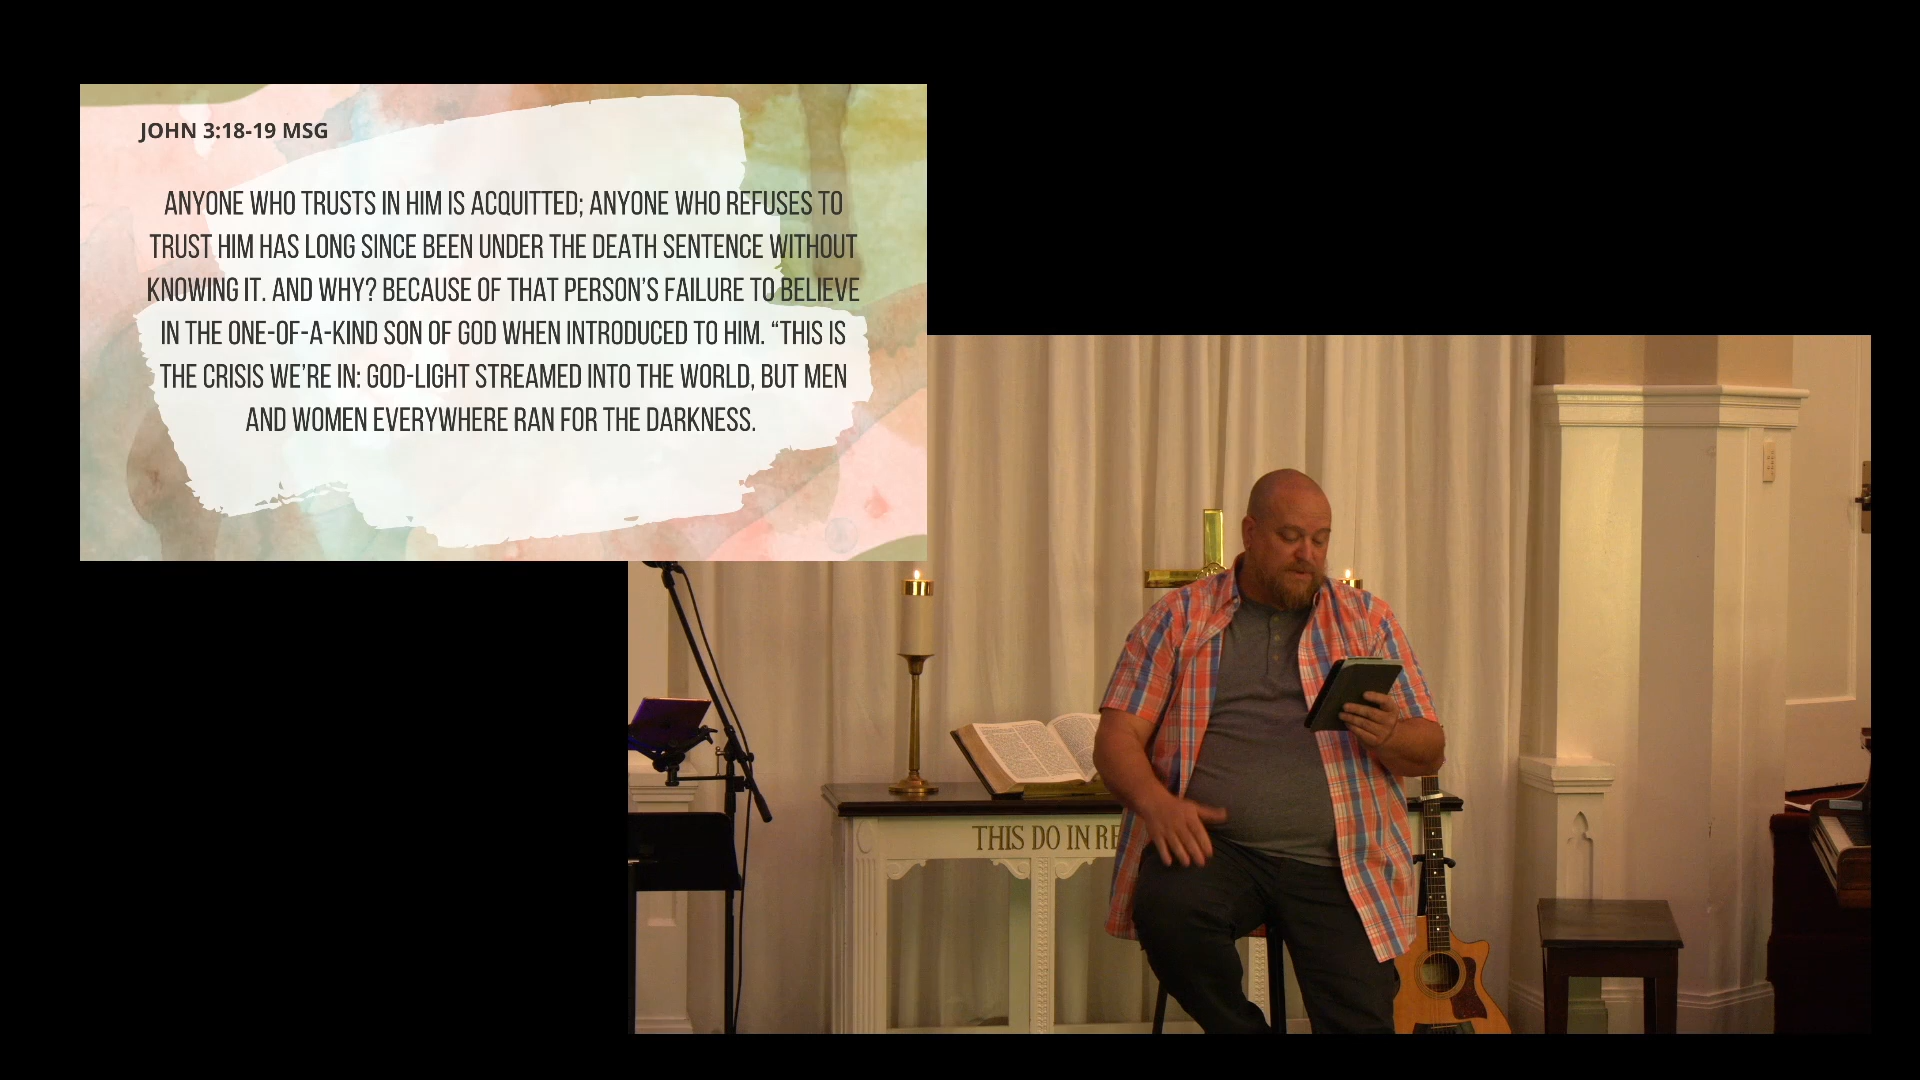 JOHN 3:18-19 MSG
ANYONE WHO TRUSTS IN HIM IS ACQUITTED; ANYONE WHO REFUSES TO
TRUST HIM HAS LONG SINCE BEEN UNDER THE DEATH SENTENCE WITHOUT
KNOWING IT. AND WHY? BECAUSE OF THAT PERSON’S FAILURE TO BELIEVE
IN THE ONE-OF-A-KIND SON OF GOD WHEN INTRODUCED TO HIM. “THIS IS
THE CRISIS WE’RE IN: GOD-LIGHT STREAMED INTO THE WORLD, BUT MEN
AND WOMEN EVERYWHERE RAN FOR THE DARKNESS.
THIS DO IN RE